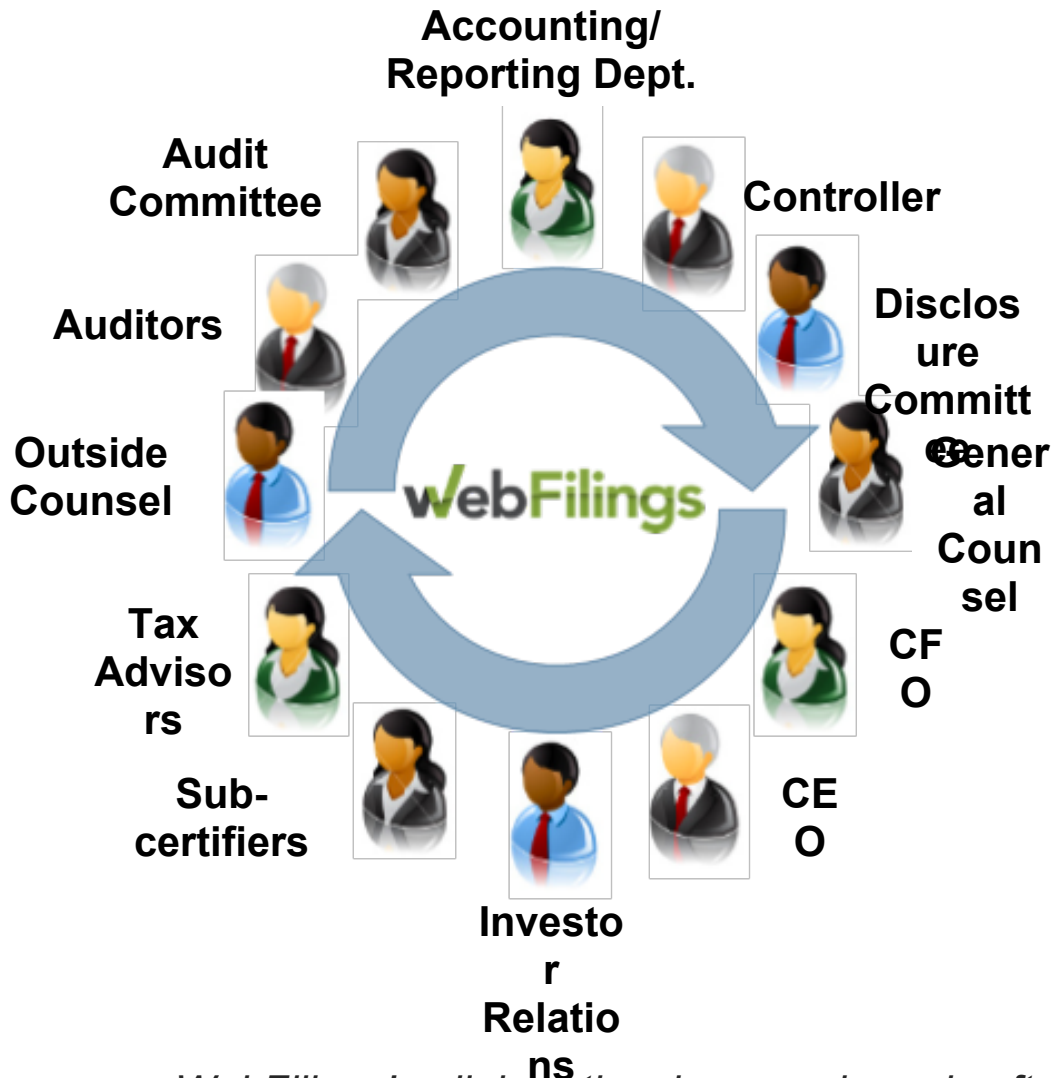 Accounting/
Reporting Dept.
Audit
Committee
Controller
Auditors
Disclos
ure
Committ
ee
Outside
Counsel
Gener
al
Coun
sel
webFilings
Tax
Adviso
rs
CF
O
Sub-
certifiers
CE
O
Investo
r
Relatio
ns